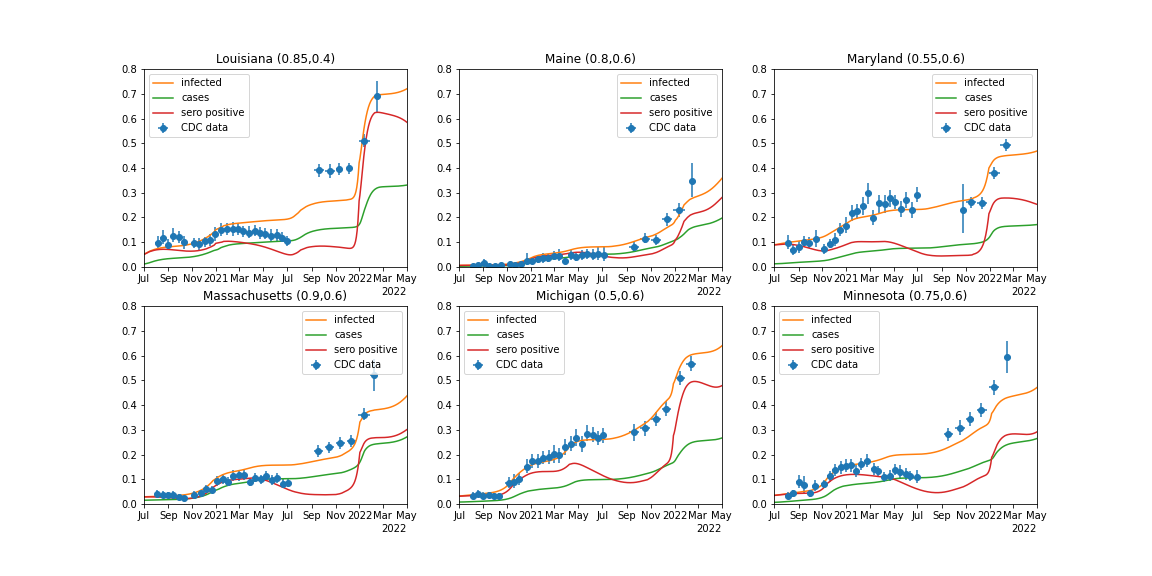 Louisiana (0.85,0.4)
infected
cases
sero positive
CDC data
0.8
0.7
0.6
0.5
0.4
0.3
0.2
0.1
0.0
Jul Sep Nov 2021 Mar May Jul Sep Nov 2022 Mar May
2022
Maine (0.8,0.6)
infected
cases
sero positive
CDC data
0.8
0.7
0.6
0.5
0.4
0.3
0.2
0.1
0.0
Jul Sep Nov 2021 Mar May Jul Sep Nov 2022 Mar May
2022
Maryland (0.55,0.6)
infected
cases
sero positive
CDC data
0.8
0.7
0.6
0.5
0.4
0.3
0.2
0.1
0.0
Jul Sep Nov 2021 Mar May Jul Sep Nov 2022 Mar May
2022
Massachusetts (0.9,0.6)
infected
cases
sero positive
CDC data
0.8
0.7
0.6
0.5
0.4
0.3
0.2
0.1
0.0
Jul Sep Nov 2021 Mar May Jul Sep Nov 2022 Mar May
2022
Michigan (0.5,0.6)
infected
cases
sero positive
CDC data
0.8
0.7
0.6
0.5
0.4
0.3
0.2
0.1
0.0
Jul Sep Nov 2021 Mar May Jul Sep Nov 2022 Mar May
2022
Minnesota (0.75,0.6)
infected
cases
sero positive
CDC data
0.8
0.7
0.6
0.5
0.4
0.3
0.2
0.1
0.0
Jul Sep Nov 2021 Mar May Jul Sep Nov 2022 Mar May
2022